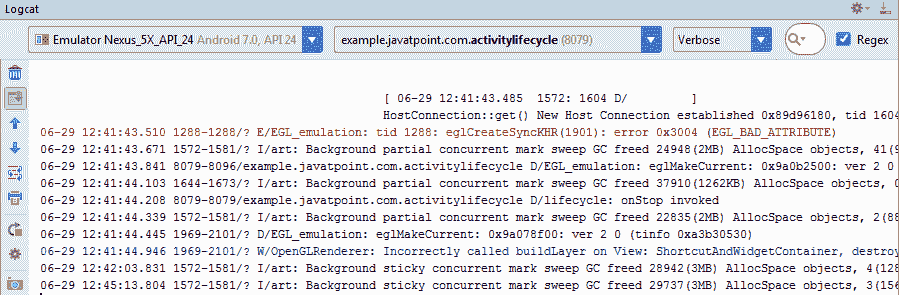 Logcat
Emulator Nexus_5X_API_24 Android 7.0, API 24 example.javatpoint.com.activitylifecycle (8079) Verbose Regex
[ 06-29 12:41:43.485 1572: 1604 D/ ]
HostConnection::get() New Host Connection established 0x89d96180, tid 1604
06-29 12:41:43.510 1288-1288/? E/EGL_emulation: tid 1288: eglCreateSyncKHR(1901): error 0x3004 (EGL_BAD_ATTRIBUTE)
06-29 12:41:43.671 1572-1581/? I/art: Background partial concurrent mark sweep GC freed 24948(2MB) AllocSpace objects, 41(9
06-29 12:41:43.841 8079-8096/example.javatpoint.com.activitylifecycle D/EGL_emulation: eglMakeCurrent: 0x9a0b2500: ver 2 0
06-29 12:41:44.103 1644-1673/? I/art: Background partial concurrent mark sweep GC freed 37910(1262KB) AllocSpace objects, 0
06-29 12:41:44.208 8079-8079/example.javatpoint.com.activitylifecycle D/lifecycle: onStop invoked
06-29 12:41:44.339 1572-1581/? I/art: Background partial concurrent mark sweep GC freed 22835(2MB) AllocSpace objects, 2(88
06-29 12:41:44.445 1969-2101/? D/EGL_emulation: eglMakeCurrent: 0x9a078f00: ver 2 0 (tinfo 0xa3b30530)
06-29 12:41:44.946 1969-2101/? W/OpenGLRenderer: Incorrectly called buildLayer on View: ShortcutAndWidgetContainer, destroy
06-29 12:42:03.831 1572-1581/? I/art: Background sticky concurrent mark sweep GC freed 28942(3MB) AllocSpace objects, 4(128
06-29 12:45:13.804 1572-1581/? I/art: Background sticky concurrent mark sweep GC freed 29737(3MB) AllocSpace objects, 3(156